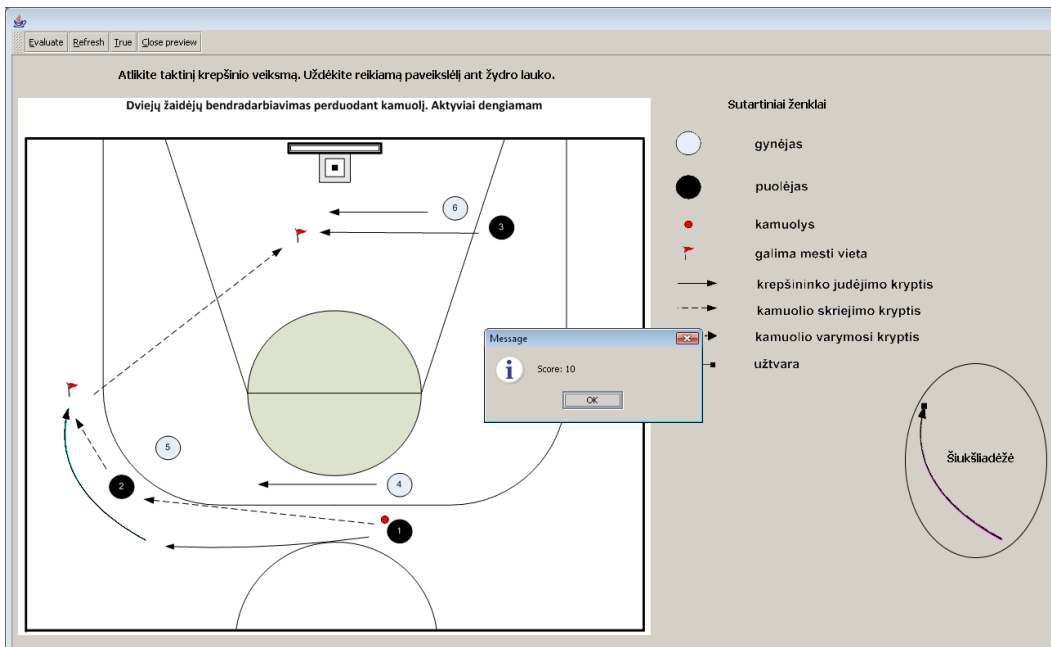 Evaluate Refresh True Close preview
Atlikite taktinį krepšinio veiksmą. Uždėkite reikiamą paveikslėlį ant žydro lauko.
Dviejų žaidėjų bendradarbiavimas perduodant kamuolį. Aktyviai dengiamam
Sutartiniai ženklai
gynėjas
puolėjas
kamuolys
galima mesti vieta
krepšininko judėjimo kryptis
kamuolio skriejimo kryptis
kamuolio varymosi kryptis
užtvara
6
3
Message
Score: 10
OK
5
Šiukšliadėžė
2
4
1